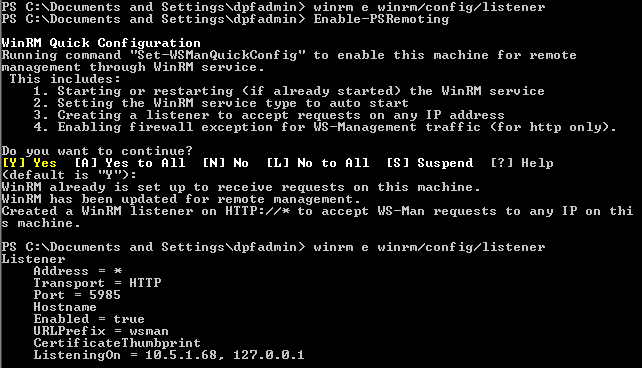 PS C:\Documents and Settings\dpfadmin> winrm e winrm/config/listener
PS C:\Documents and Settings\dpfadmin> Enable-PSRemoting
WinRM Quick Configuration
Running command "Set-WSManQuickConfig" to enable this machine for remote
management through WinRM service.
This includes:
1. Starting or restarting (if already started) the WinRM service
2. Setting the WinRM service type to auto start
3. Creating a listener to accept requests on any IP address
4. Enabling firewall exception for WS-Management traffic (for http only).
Do you want to continue?
[Y] Yes [A] Yes to All [N] No [L] No to All [S] Suspend [?] Help
(default is "Y"):
WinRM already is set up to receive requests on this machine.
WinRM has been updated for remote management.
Created a WinRM listener on HTTP://* to accept WS-Man requests to any IP on thi
s machine.
PS C:\Documents and Settings\dpfadmin> winrm e winrm/config/listener
Listener
Address = *
Transport = HTTP
Port = 5985
Hostname
Enabled = true
URLPrefix = wsman
CertificateThumbprint
ListeningOn = 10.5.1.68, 127.0.0.1